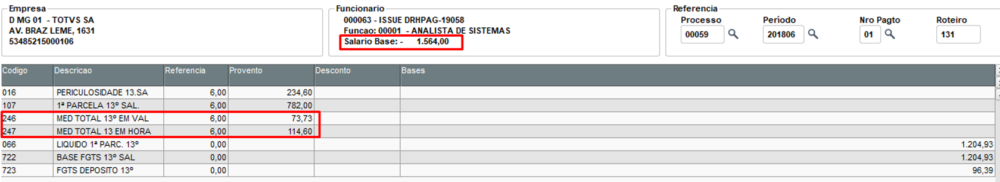 Empresa
D MG 01 - TOTVS SA
AV. BRAZ LEME, 1631
53485215000106
Funcionario
000063 - ISSUE DRHPAG-19058
Funcao: 00001 - ANALISTA DE SISTEMAS
Salario Base: - 1.564,00
Referencia
Processo Período Nro Pagto Roteiro
00059 201806 01 131
Codigo Descricao Referencia Provento Desconto Bases
016 PERICULOSIDADE 13.SA 6,00 234,60
107 1ª PARCELA 13º SAL. 6,00 782,00
246 MED TOTAL 13º EM VAL 6,00 73,73
247 MED TOTAL 13 EM HORA 6,00 114,60
066 LIQUIDO 1ª PARC. 13º 0,00 1.204,93
722 BASE FGTS 13º SAL 0,00 1.204,93
723 FGTS DEPOSITO 13º 0,00 96,39